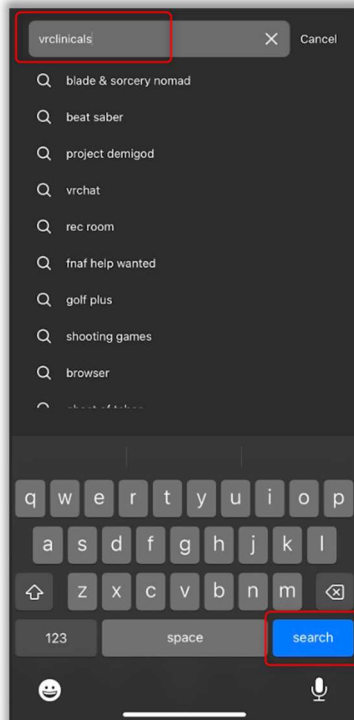 vrclinicals Cancel
blade & sorcery nomad
beat saber
project demigod
vrchat
rec room
fnaf help wanted
golf plus
shooting games
browser
q w e r t y u i o p
a s d f g h j k l
z x c v b n m
123 space search